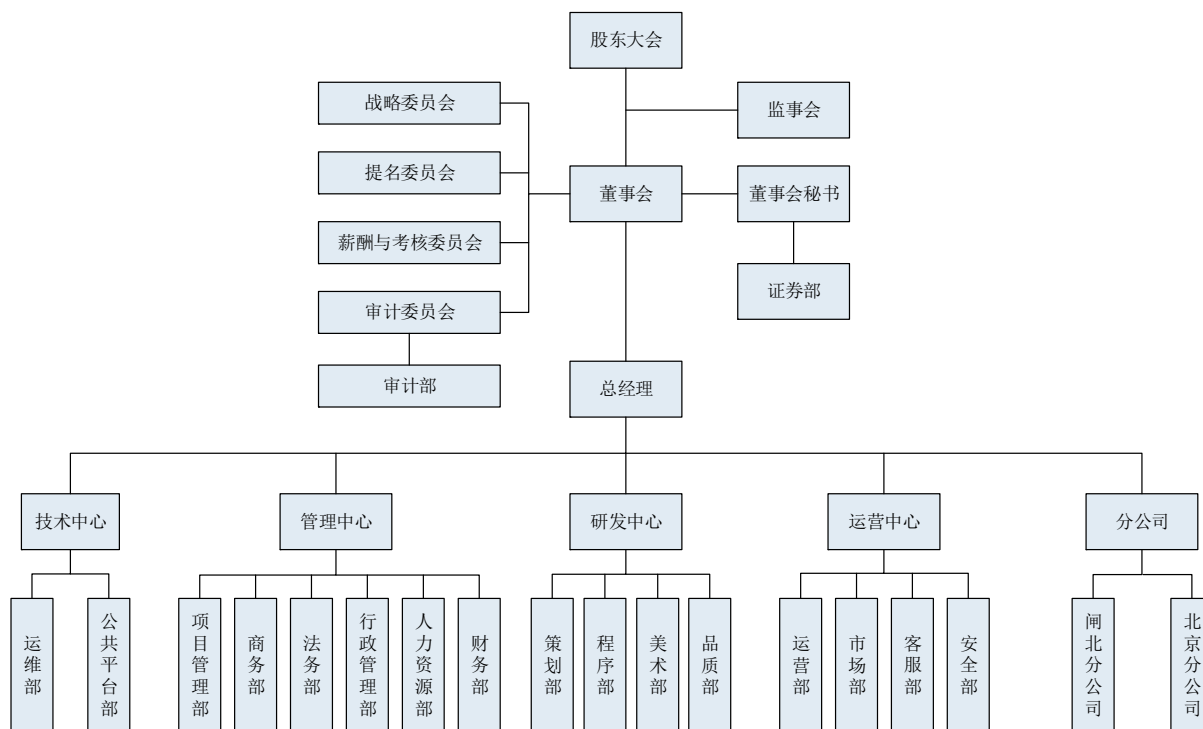 股东大会
战略委员会
监事会
提名委员会
董事会
董事会秘书
薪酬与考核委员会
证券部
审计委员会
审计部
总经理
技术中心
管理中心
研发中心
运营中心
分公司
运维部
公共平台部
项目管理部
商务部
法务部
行政管理部
人力资源部
财务部
策划部
程序部
美术部
品质部
运营部
市场部
客服部
安全部
闸北分公司
北京分公司